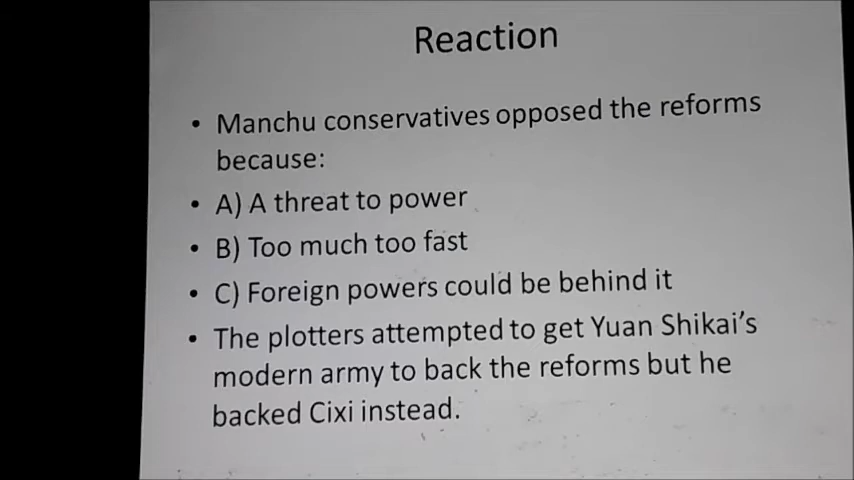 Reaction
• Manchu conservatives opposed the reforms
because:
• A) A threat to power
• B) Too much too fast
• C) Foreign powers could be behind it
• The plotters attempted to get Yuan Shikai's
modern army to back the reforms but he
backed Cixi instead.